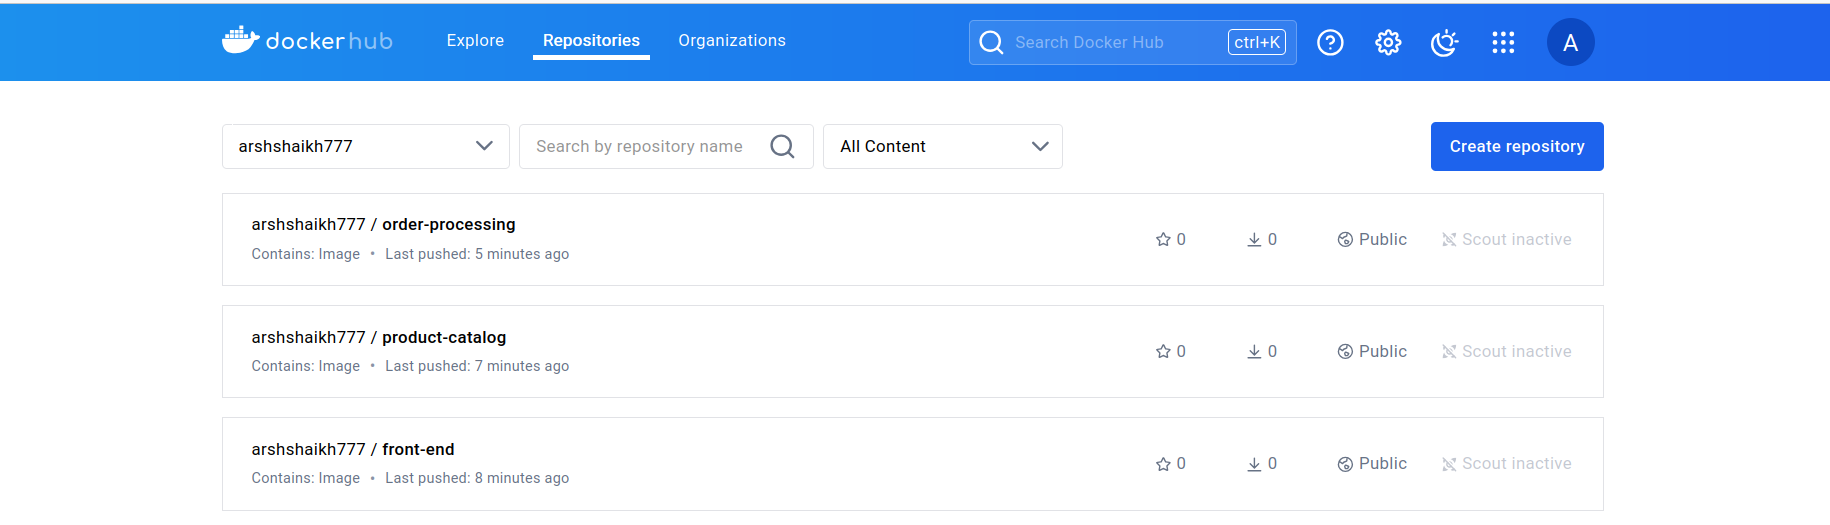 dockerhub Explore Repositories Organizations Search Docker Hub ctrl+K A
arshshaikh777 Search by repository name All Content Create repository
arshshaikh777 / order-processing 0 0 Public Scout inactive
Contains: Image • Last pushed: 5 minutes ago
arshshaikh777 / product-catalog 0 0 Public Scout inactive
Contains: Image • Last pushed: 7 minutes ago
arshshaikh777 / front-end 0 0 Public Scout inactive
Contains: Image • Last pushed: 8 minutes ago